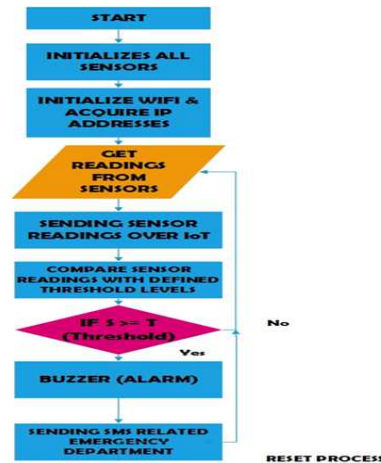 START
INITIALIZES ALL
SENSORS
INITIALIZE WIFI &
ACQUIRE IP
ADDRESSES
GET
READINGS
FROM
SENSORS
SENDING SENSOR
READINGS OVER IoT
COMPARE SENSOR
READINGS WITH DEFINED
THRESHOLD LEVELS
IF S >= T
(Threshold)
No
Yes
BUZZER (ALARM)
SENDING SMS RELATED
EMERGENCY
DEPARTMENT
RESET PROCESS